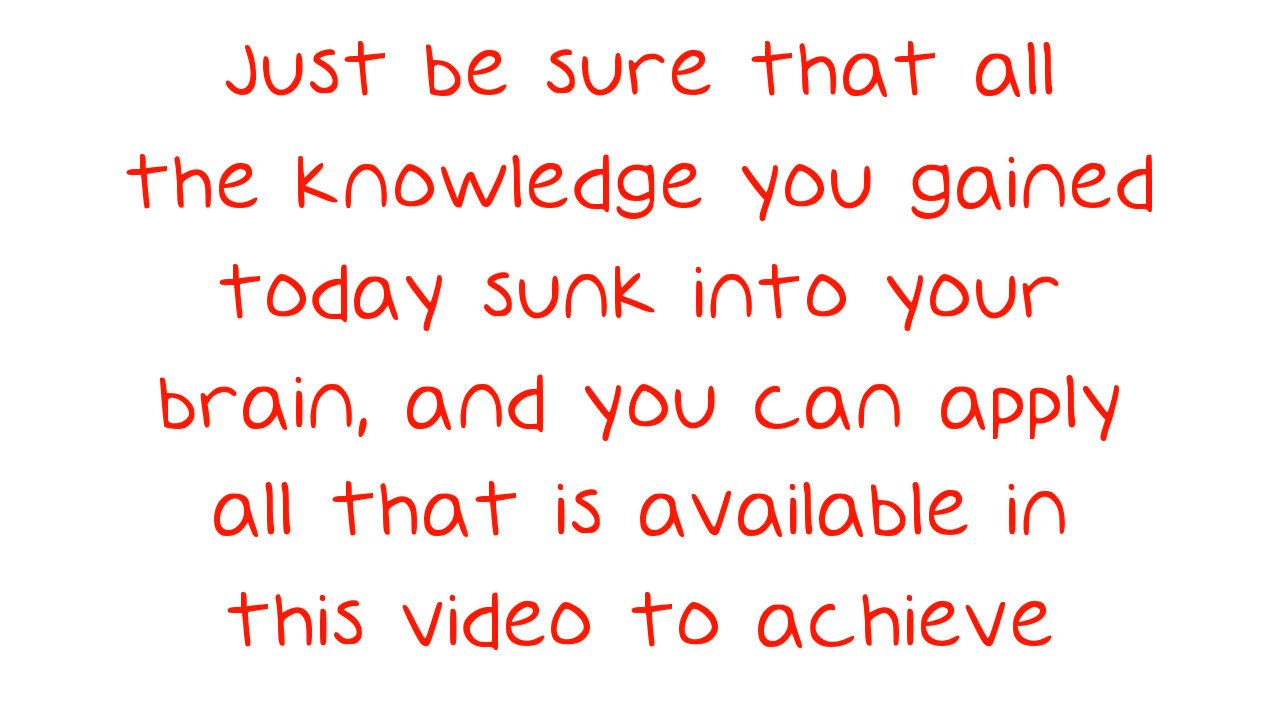 Just be sure that all
the knowledge you gained
today sunk into your
brain, and you can apply
all that is available in
this video to achieve